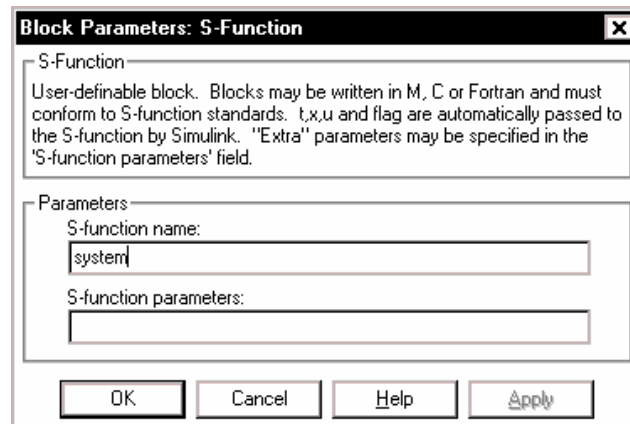 Block Parameters: S-Function
S-Function
User-definable block.  Blocks may be written in M, C or Fortran and must
conform to S-function standards.  t,x,u and flag are automatically passed to
the S-function by Simulink.  "Extra" parameters may be specified in the
'S-function parameters' field.
Parameters
S-function name:
system
S-function parameters:
OK Cancel Help Apply